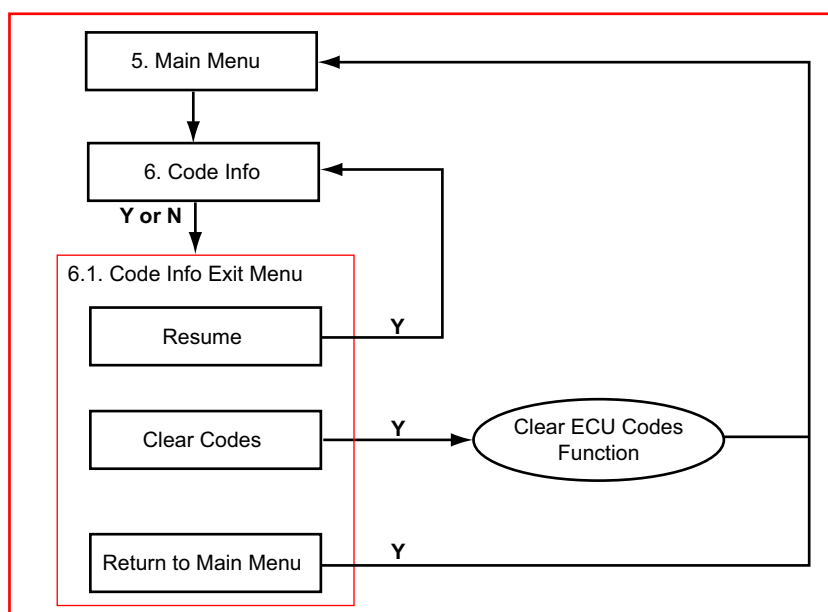 5. Main Menu
6. Code Info
Y or N
6.1. Code Info Exit Menu
Resume
Y
Clear Codes
Y
Clear ECU Codes
Function
Return to Main Menu
Y